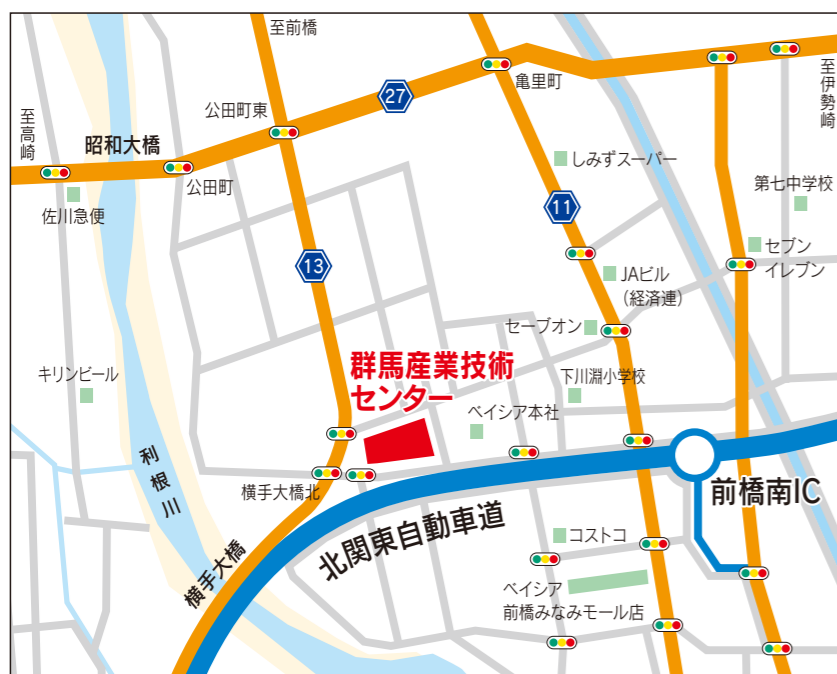 至前橋
亀里町
至伊勢崎
公田町東
27
至高崎
昭和大橋
公田町
佐川急便
しみずスーパー
第七中学校
11
13
セブン
イレブン
JAビル
(経済連)
セーブオン
群馬産業技術
センター
下川淵小学校
キリンビール
ベイシア本社
利根川
横手大橋北
前橋南IC
北関東自動車道
コストコ
横手大橋
ベイシア
前橋みなみモール店